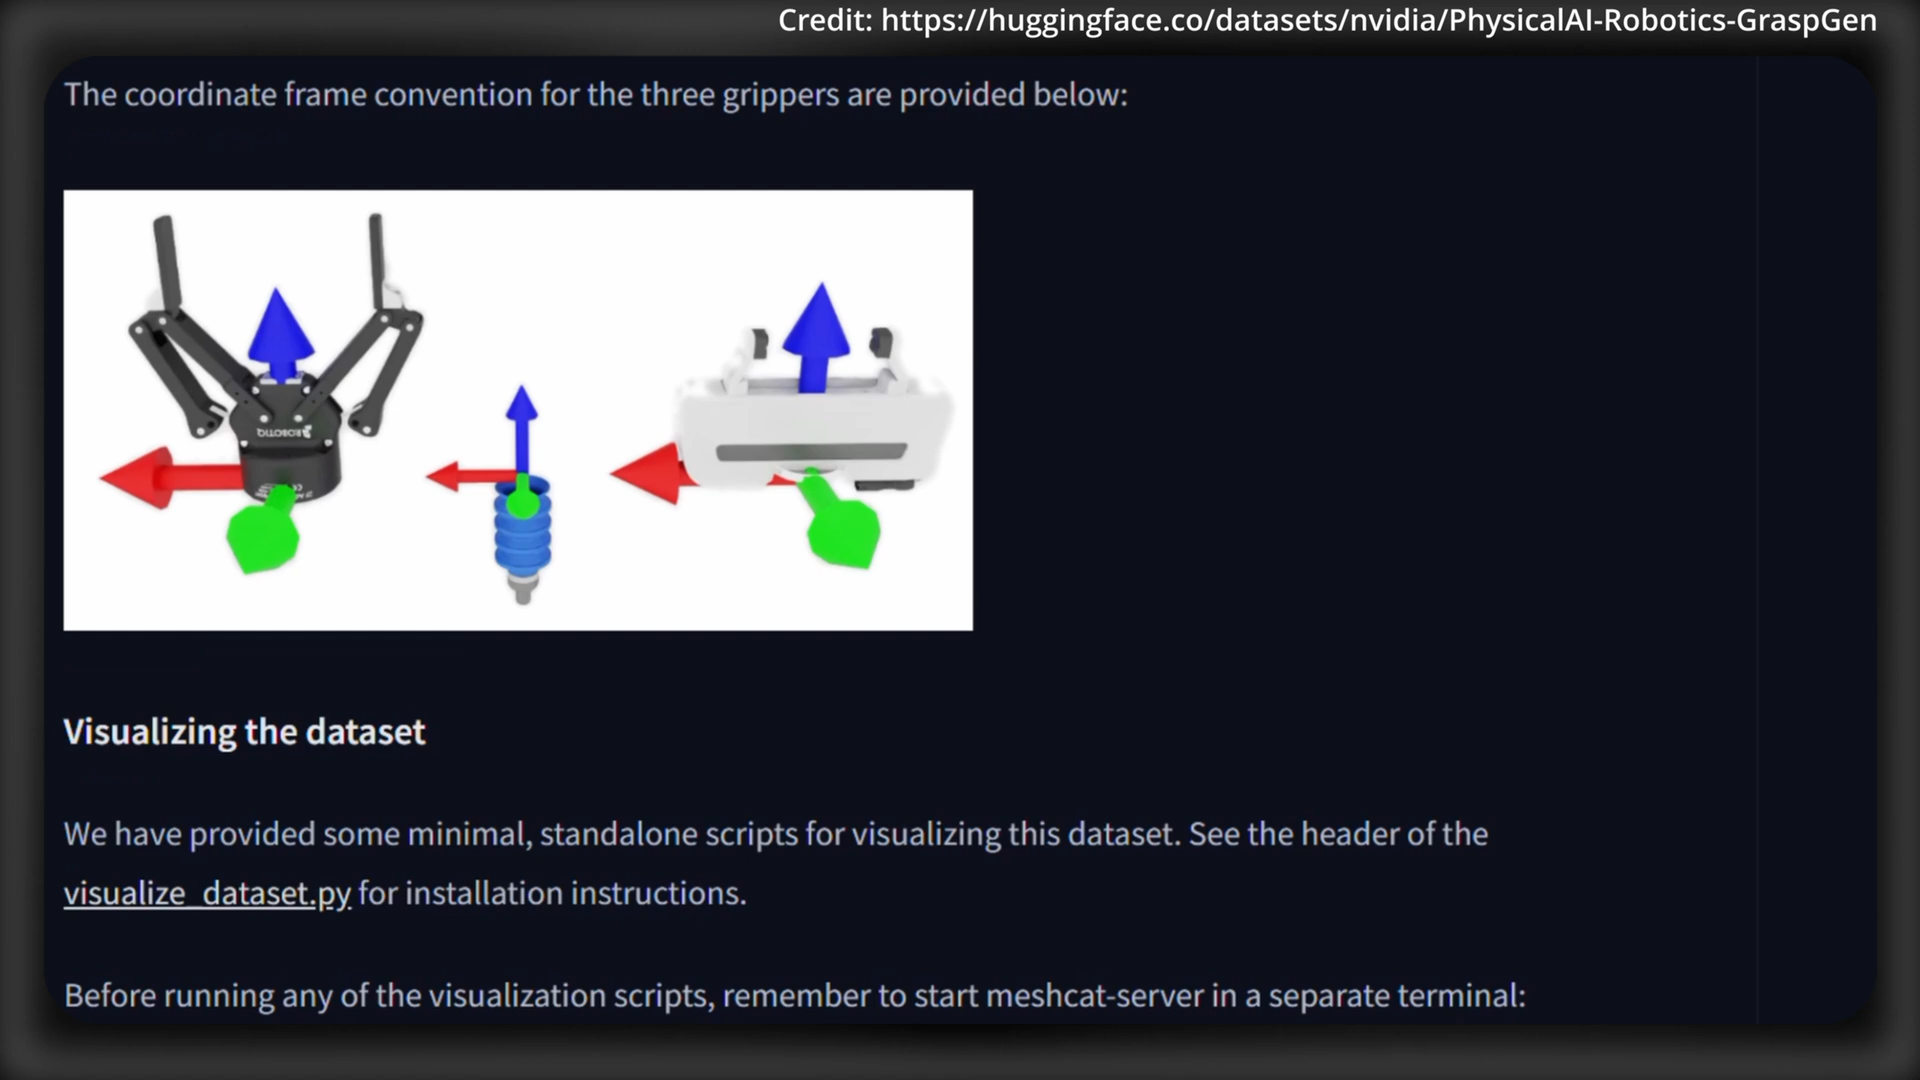 Credit: https://huggingface.co/datasets/nvidia/PhysicalAI-Robotics-GraspGen
The coordinate frame convention for the three grippers are provided below:
ROBOTIQ
Visualizing the dataset
We have provided some minimal, standalone scripts for visualizing this dataset. See the header of the
visualize_dataset.py for installation instructions.
Before running any of the visualization scripts, remember to start meshcat-server in a separate terminal: